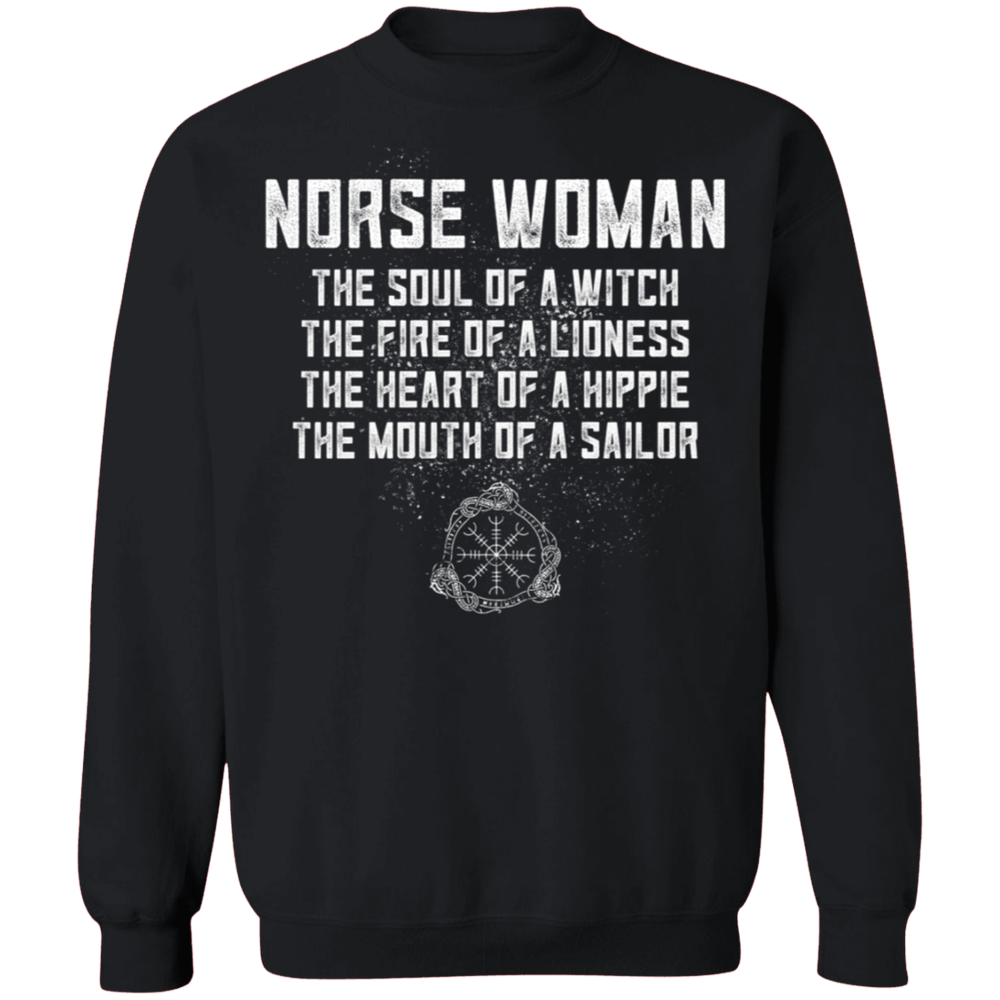 NORSE WOMAN
THE SOUL OF A WITCH
THE FIRE OF A LIONESS
THE HEART OF A HIPPIE
THE MOUTH OF A SAILOR